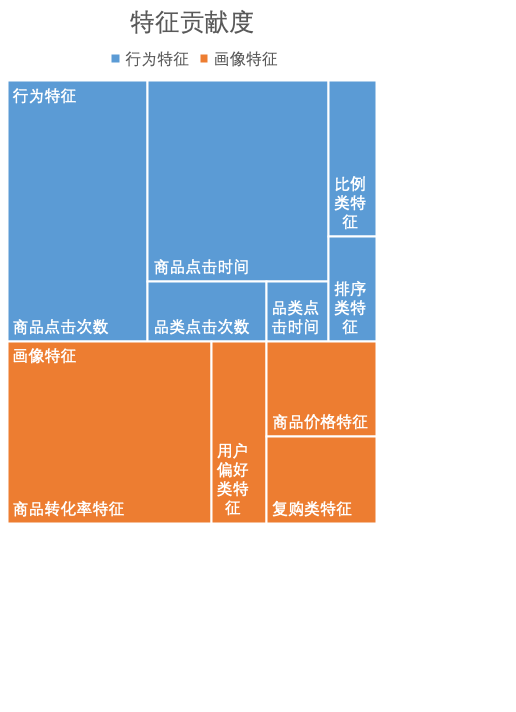 特征贡献度
行为特征 画像特征
行为特征
商品点击次数
商品点击时间
品类点击次数
品类点
击时间
比例
类特
征
排序
类特
征
画像特征
商品转化率特征
用户
偏好
类特
征
商品价格特征
复购类特征